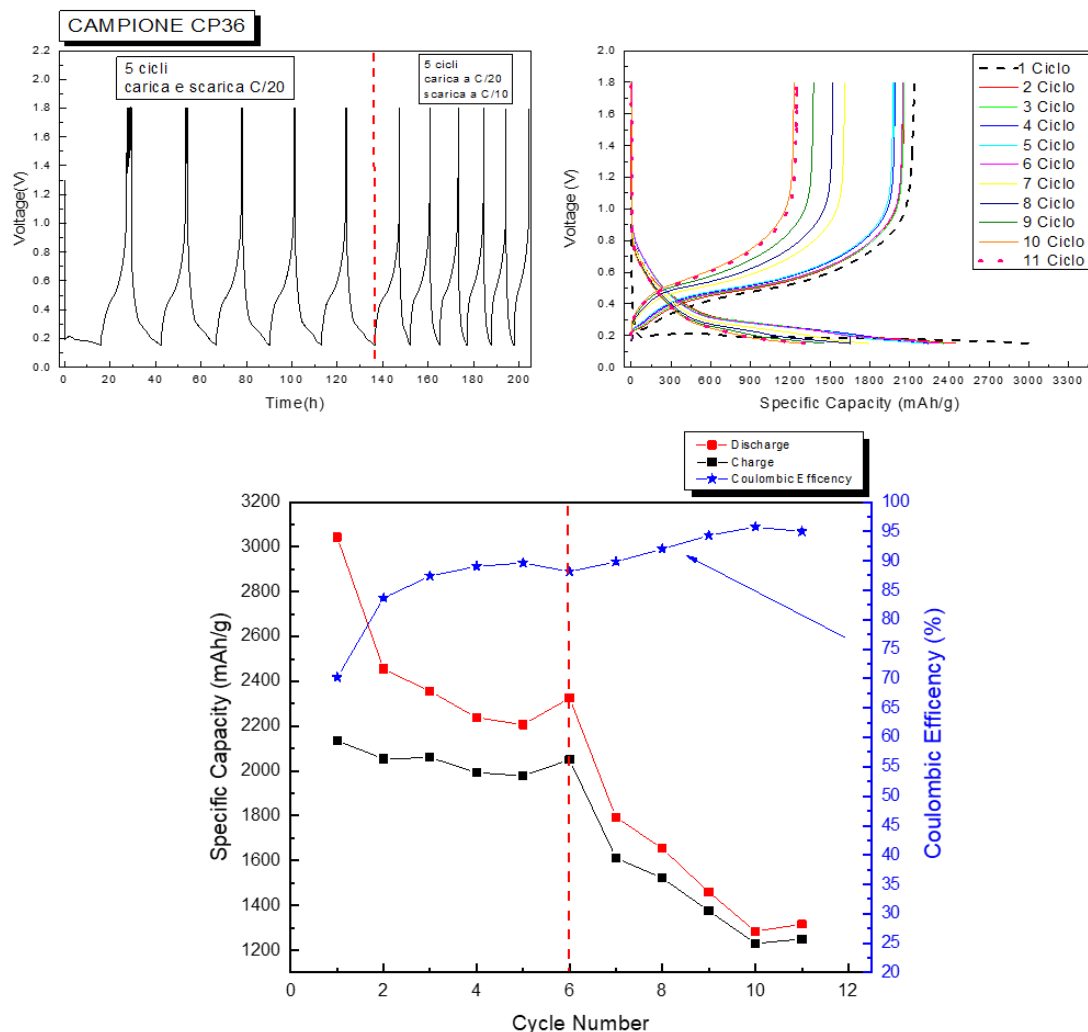 CAMPIONE CP36
5 cicli
carica e scarica C/20
5 cicli
carica a C/20
scarica a C/10
Voltage(V)
2.2
2.0
1.8
1.6
1.4
1.2
1.0
0.8
0.6
0.4
0.2
0.0
0 20 40 60 80 100 120 140 160 180 200
Time(h)
Voltage (V)
2.2
2.0
1.8
1.6
1.4
1.2
1.0
0.8
0.6
0.4
0.2
0.0
0 300 600 900 1200 1500 1800 2100 2400 2700 3000 3300
Specific Capacity (mAh/g)
1 Ciclo
2 Ciclo
3 Ciclo
4 Ciclo
5 Ciclo
6 Ciclo
7 Ciclo
8 Ciclo
9 Ciclo
10 Ciclo
11 Ciclo
Discharge
Charge
Coulombic Efficency
Specific Capacity (mAh/g)
3200
3000
2800
2600
2400
2200
2000
1800
1600
1400
1200
0 2 4 6 8 10 12
Cycle Number
100
95
90
85
80
75
70
65
60
55
50
45
40
35
30
25
20
Coulombic Efficency (%)